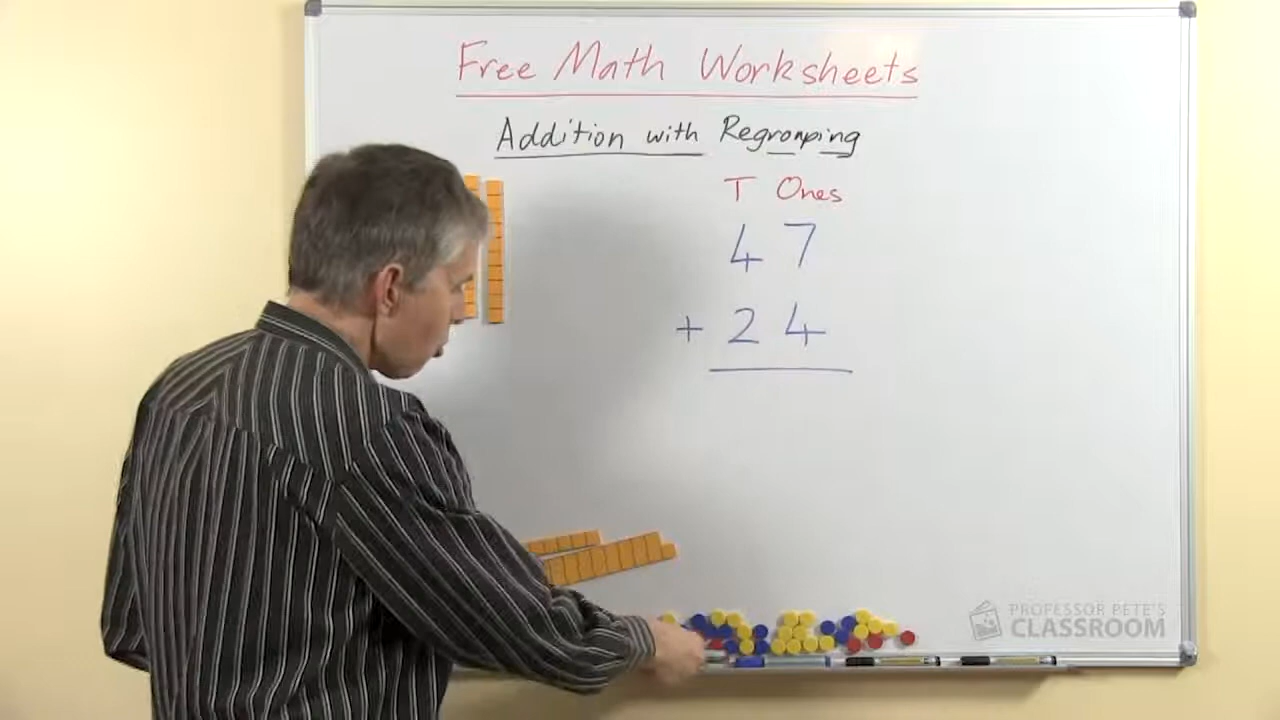 Free Math Worksheets
Addition with Regrouping
T Ones
4 7
+ 2 4
PROFESSOR PETE'S
CLASSROOM